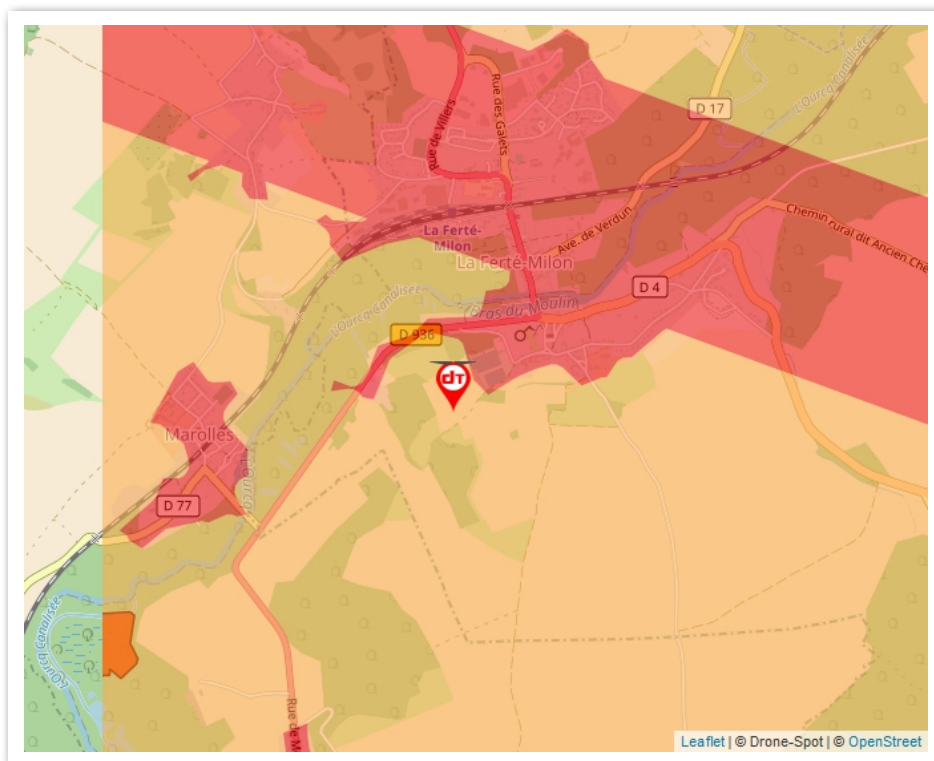 L'Ourcq Canalisée
D 17
Rue des Galets
Rue de Villers
Chemin rural dit Ancien Che
Ave. de Verdun
La Ferté-
Milon
La Ferté-Milon
D 4
L'Ourcq Canalisée
Bras du Moulin
D 936
dT
Marolles
L'Ourcq
D 77
L'Ourcq Canalisée
L'Ourcq
Rue de M
Leaflet | © Drone-Spot | © OpenStreet